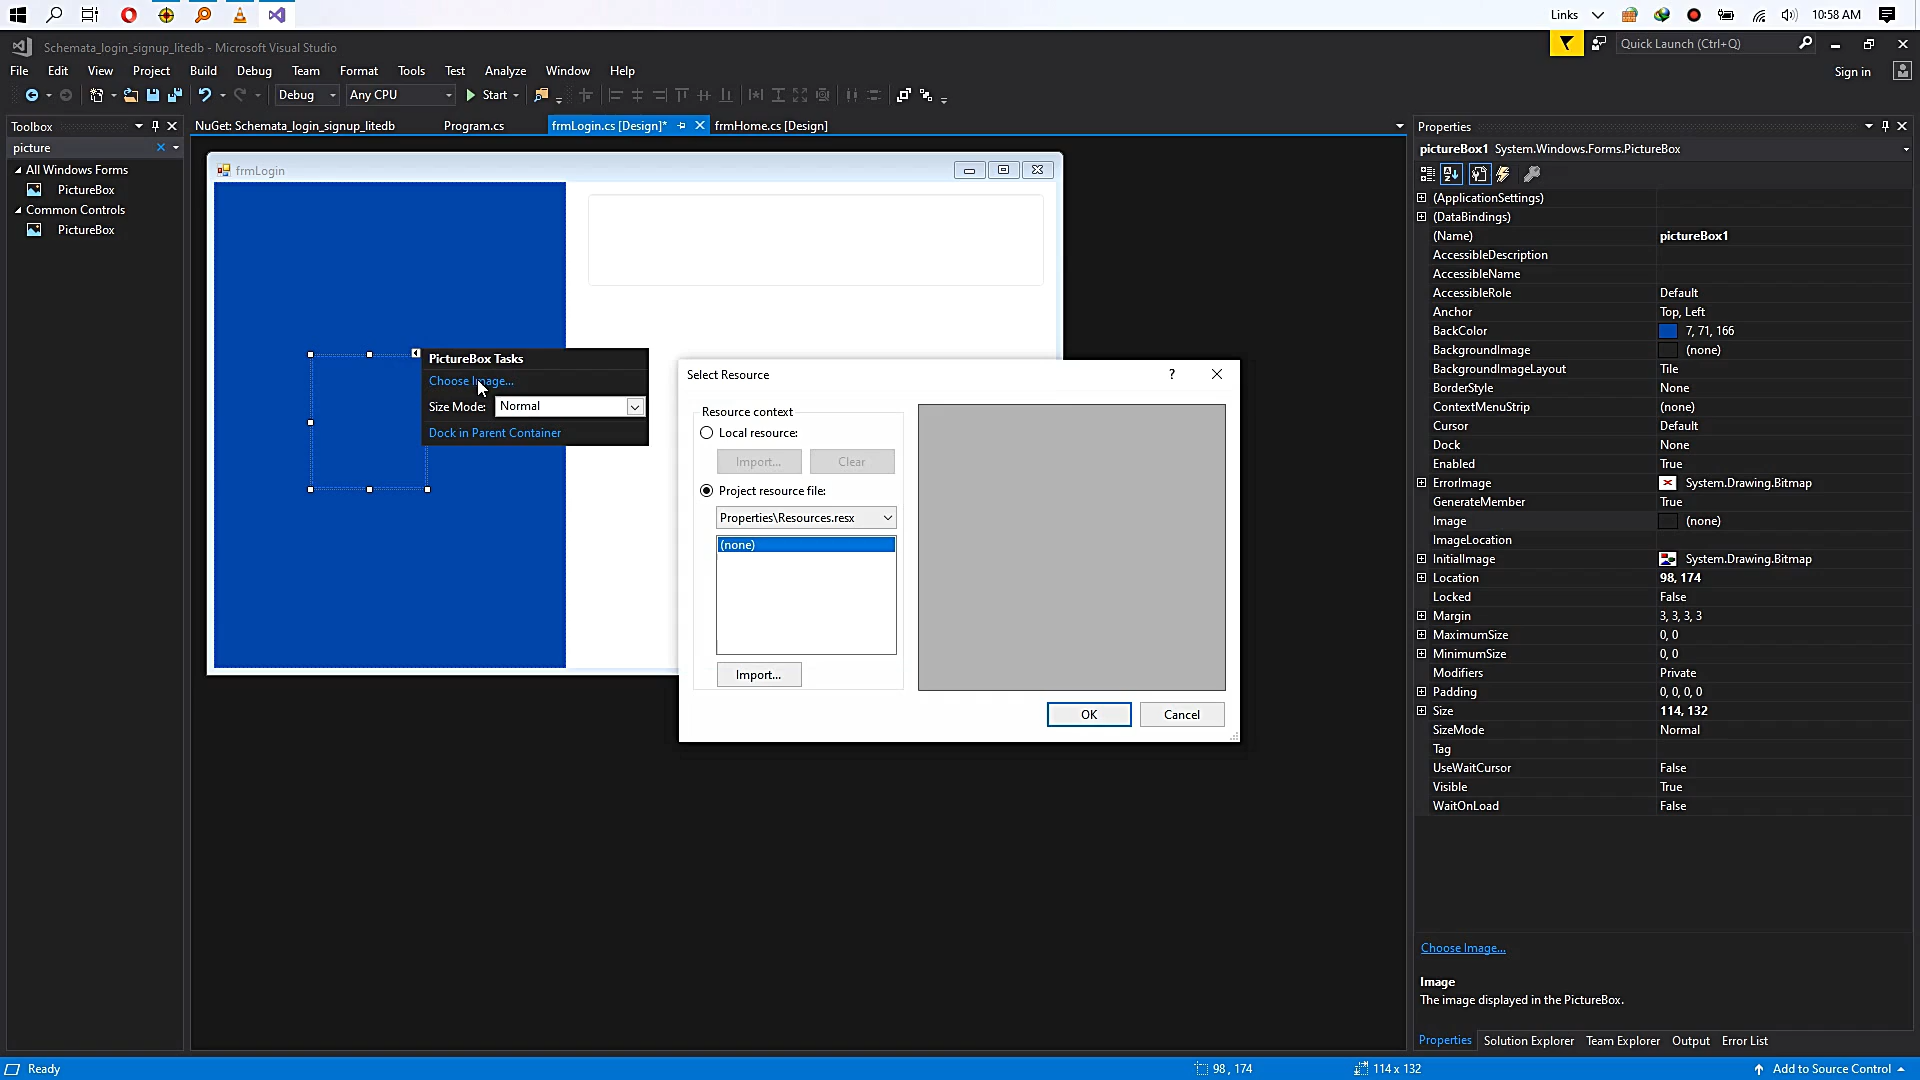 Links
10:58 AM
Schemata_login_signup_litedb - Microsoft Visual Studio
Quick Launch (Ctrl+Q)
File Edit View Project Build Debug Team Format Tools Test Analyze Window Help
Sign in
Debug Any CPU Start
Toolbox
picture
All Windows Forms
PictureBox
Common Controls
PictureBox
NuGet: Schemata_login_signup_litedb Program.cs frmLogin.cs [Design]* frmHome.cs [Design]
frmLogin
PictureBox Tasks
Choose Image...
Size Mode: Normal
Dock in Parent Container
Select Resource
?
Resource context
Local resource:
Import... Clear
Project resource file:
Properties\Resources.resx
(none)
Import...
OK Cancel
Properties
pictureBox1 System.Windows.Forms.PictureBox
(ApplicationSettings)
(DataBindings)
(Name) pictureBox1
AccessibleDescription
AccessibleName
AccessibleRole Default
Anchor Top, Left
BackColor 7, 71, 166
BackgroundImage (none)
BackgroundImageLayout Tile
BorderStyle None
ContextMenuStrip (none)
Cursor Default
Dock None
Enabled True
ErrorImage System.Drawing.Bitmap
GenerateMember True
Image (none)
ImageLocation
InitialImage System.Drawing.Bitmap
Location 98, 174
Locked False
Margin 3, 3, 3, 3
MaximumSize 0, 0
MinimumSize 0, 0
Modifiers Private
Padding 0, 0, 0, 0
Size 114, 132
SizeMode Normal
Tag
UseWaitCursor False
Visible True
WaitOnLoad False
Choose Image...
Image
The image displayed in the PictureBox.
Properties Solution Explorer Team Explorer Output Error List
Ready
98 , 174
114 x 132
Add to Source Control